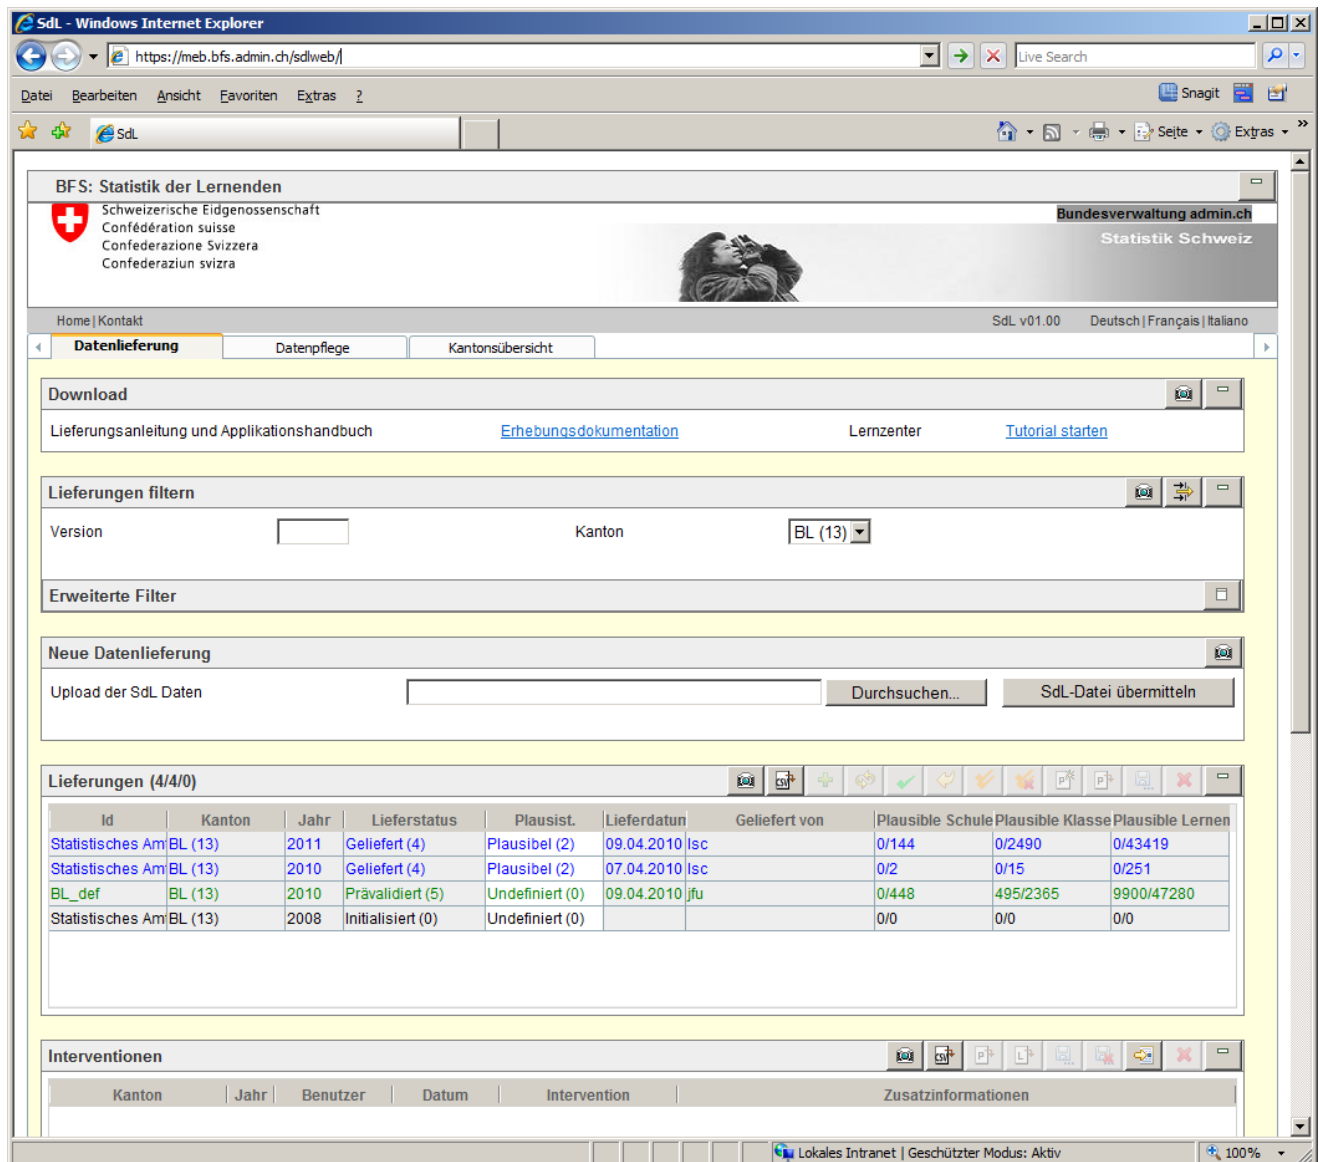 SdL - Windows Internet Explorer
https://meb.bfs.admin.ch/sdlweb/
Live Search
Datei Bearbeiten Ansicht Favoriten Extras ?
Snagit
SdL
Seite Extras
BFS: Statistik der Lernenden
Schweizerische Eidgenossenschaft
Confédération suisse
Confederazione Svizzera
Confederaziun svizra
Bundesverwaltung admin.ch
Statistik Schweiz
Home | Kontakt
SdL v01.00 Deutsch | Français | Italiano
Datenlieferung Datenpflege Kantonsübersicht
Download
Lieferungsanleitung und Applikationshandbuch Erhebungsdokumentation Lernzenter Tutorial starten
Lieferungen filtern
Version Kanton BL (13)
Erweiterte Filter
Neue Datenlieferung
Upload der SdL Daten Durchsuchen... SdL-Datei übermitteln
Lieferungen (4/4/0)
CSV P P
Id Kanton Jahr Lieferstatus Plausist. Lieferdatun Geliefert von Plausible Schule Plausible Klasse Plausible Lernen
Statistisches Am BL (13) 2011 Geliefert (4) Plausibel (2) 09.04.2010 lsc 0/144 0/2490 0/43419
Statistisches Am BL (13) 2010 Geliefert (4) Plausibel (2) 07.04.2010 lsc 0/2 0/15 0/251
BL_def BL (13) 2010 Prävalidiert (5) Undefiniert (0) 09.04.2010 jfu 0/448 495/2365 9900/47280
Statistisches Am BL (13) 2008 Initialisiert (0) Undefiniert (0) 0/0 0/0 0/0
Interventionen
CSV P L
Kanton Jahr Benutzer Datum Intervention Zusatzinformationen
Lokales Intranet | Geschützter Modus: Aktiv
100%